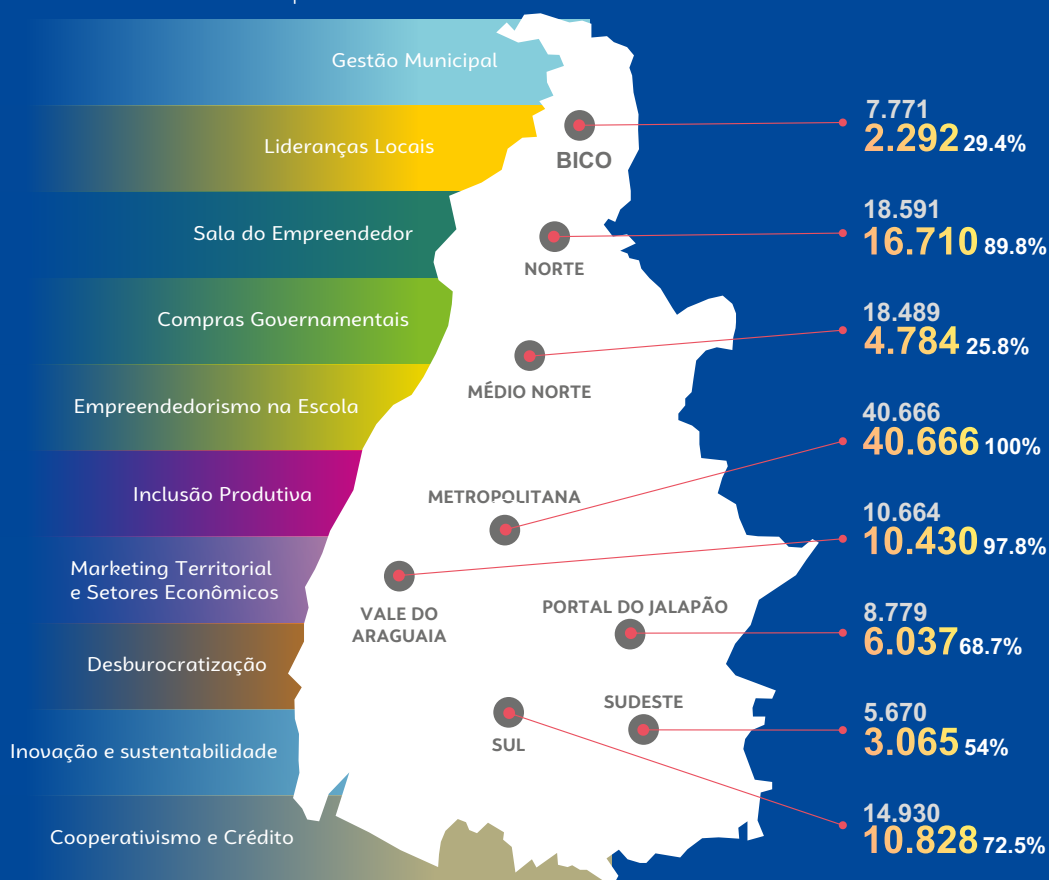 Gestão Municipal
Lideranças Locais
Sala do Empreendedor
Compras Governamentais
Empreendedorismo na Escola
Inclusão Produtiva
Marketing Territorial
e Setores Econômicos
Desburocratização
Inovação e sustentabilidade
Cooperativismo e Crédito
BICO
NORTE
MÉDIO NORTE
METROPOLITANA
VALE DO
ARAGUAIA
PORTAL DO JALAPÃO
SUDESTE
SUL
7.771
2.292 29.4%
18.591
16.710 89.8%
18.489
4.784 25.8%
40.666
40.666 100%
10.664
10.430 97.8%
8.779
6.037 68.7%
5.670
3.065 54%
14.930
10.828 72.5%